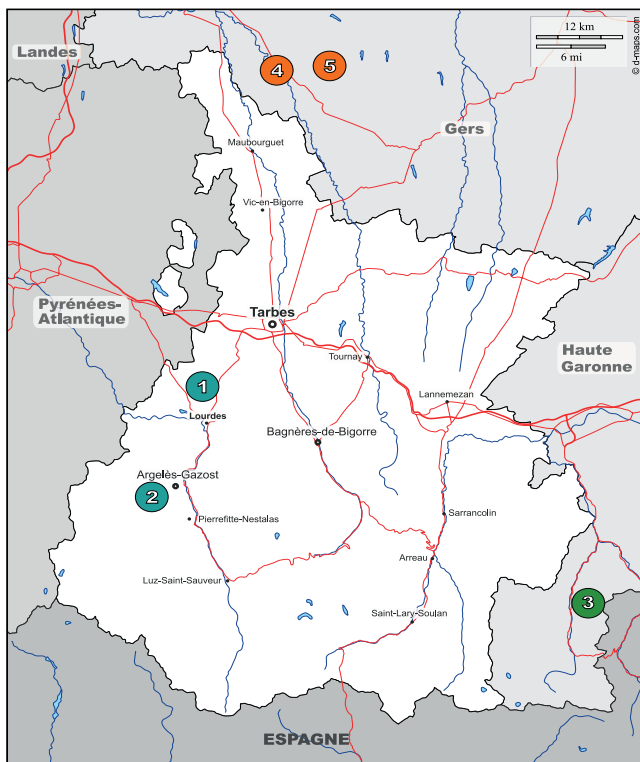 12 km
6 mi
© d-maps.com
Landes
4
5
Gers
Maubourguet
Vic-en-Bigorre
Pyrénées-
Atlantique
Tarbes
Tournay
Haute
Garonne
1
Lannemezan
Lourdes
Bagnères-de-Bigorre
Argelès-Gazost
2
Pierrefitte-Nestalas
Sarrancolin
Arreau
Luz-Saint-Sauveur
3
Saint-Lary-Soulan
ESPAGNE